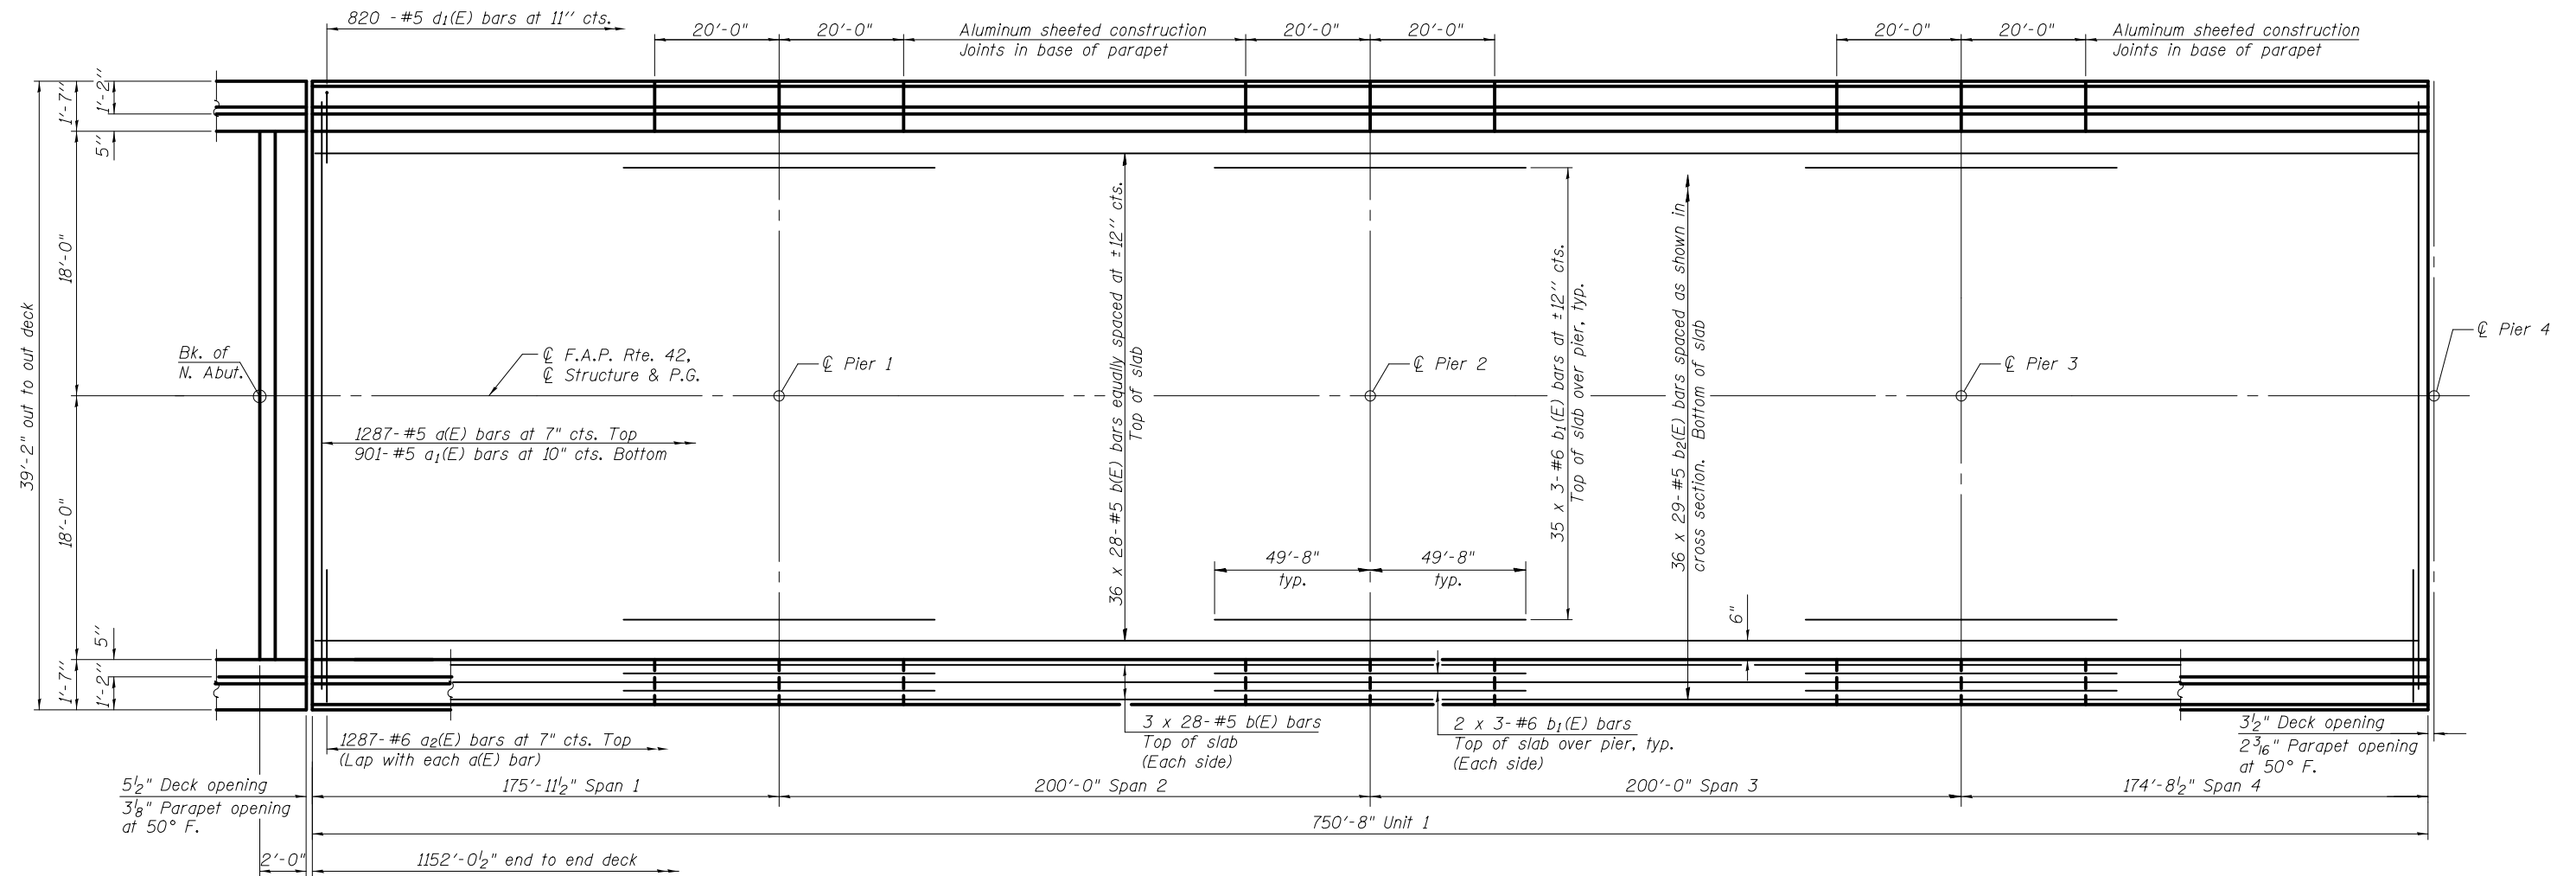 820 - #5 d1(E) bars at 11'' cts.
20'-0"
20'-0"
Aluminum sheeted construction
Joints in base of parapet
20'-0"
20'-0"
20'-0"
20'-0"
Aluminum sheeted construction
Joints in base of parapet
39'-2" out to out deck
1'-7''
1'-2''
5''
18'-0"
18'-0"
5''
1'-7''
1'-2''
Bk. of
N. Abut.
℄ F.A.P. Rte. 42,
℄ Structure & P.G.
℄ Pier 1
℄ Pier 2
℄ Pier 3
℄ Pier 4
1287-#5 a(E) bars at 7" cts. Top
901-#5 a1(E) bars at 10" cts. Bottom
36 x 28-#5 b(E) bars equally spaced at ±12'' cts.
Top of slab
35 x 3-#6 b1(E) bars at ±12'' cts.
Top of slab over pier, typ.
36 x 29-#5 b2(E) bars spaced as shown in
cross section. Bottom of slab
49'-8"
typ.
49'-8"
typ.
6"
1287-#6 a2(E) bars at 7" cts. Top
(Lap with each a(E) bar)
3 x 28-#5 b(E) bars
Top of slab
(Each side)
2 x 3-#6 b1(E) bars
Top of slab over pier, typ.
(Each side)
3½" Deck opening
2 3/16" Parapet opening
at 50° F.
5½" Deck opening
3⅛" Parapet opening
at 50° F.
175'-11½" Span 1
200'-0" Span 2
200'-0" Span 3
174'-8½" Span 4
750'-8" Unit 1
2'-0"
1152'-0½" end to end deck